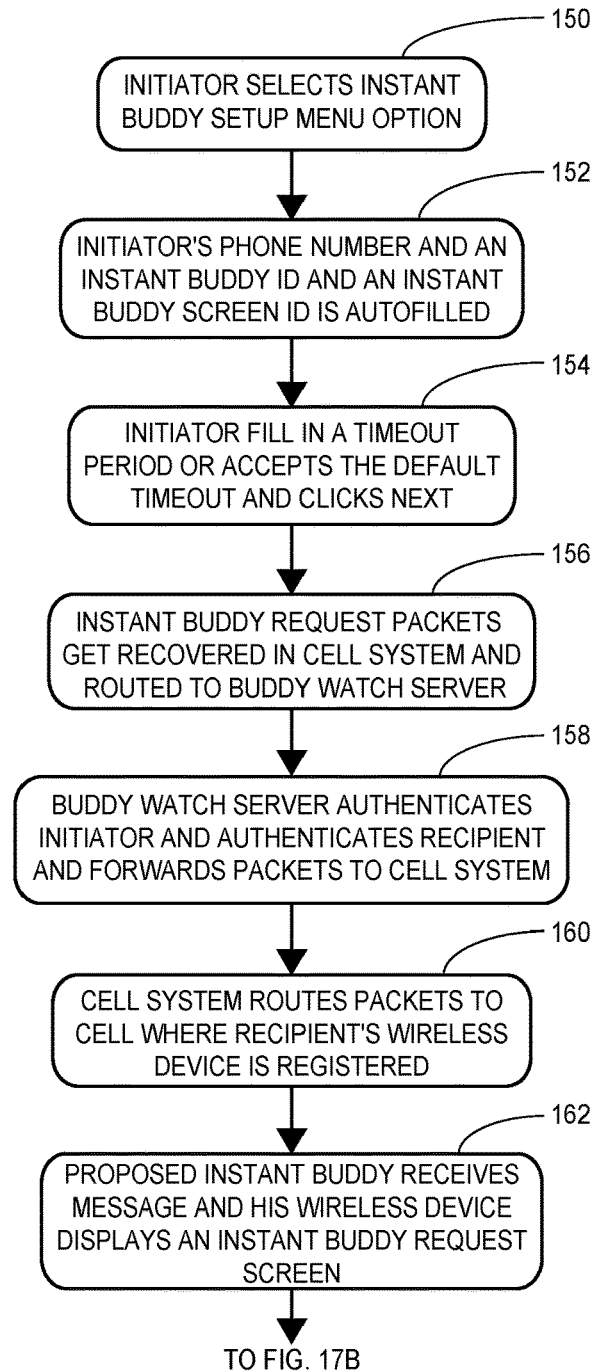 150
INITIATOR SELECTS INSTANT
BUDDY SETUP MENU OPTION
152
INITIATOR'S PHONE NUMBER AND AN
INSTANT BUDDY ID AND AN INSTANT
BUDDY SCREEN ID IS AUTOFILLED
154
INITIATOR FILL IN A TIMEOUT
PERIOD OR ACCEPTS THE DEFAULT
TIMEOUT AND CLICKS NEXT
156
INSTANT BUDDY REQUEST PACKETS
GET RECOVERED IN CELL SYSTEM AND
ROUTED TO BUDDY WATCH SERVER
158
BUDDY WATCH SERVER AUTHENTICATES
INITIATOR AND AUTHENTICATES RECIPIENT
AND FORWARDS PACKETS TO CELL SYSTEM
160
CELL SYSTEM ROUTES PACKETS TO
CELL WHERE RECIPIENT'S WIRELESS
DEVICE IS REGISTERED
162
PROPOSED INSTANT BUDDY RECEIVES
MESSAGE AND HIS WIRELESS DEVICE
DISPLAYS AN INSTANT BUDDY REQUEST
SCREEN
TO FIG. 17B